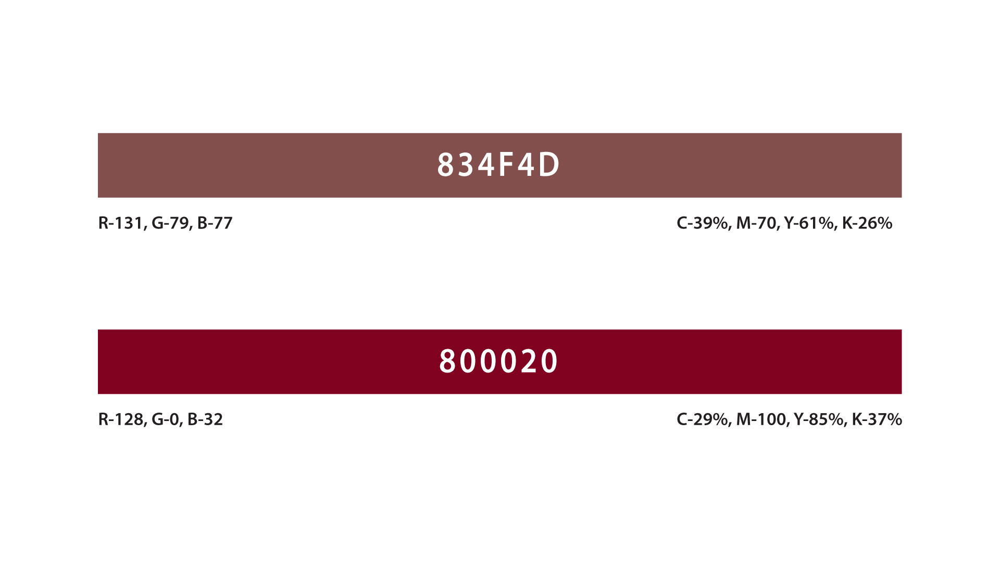 834F4D
R-131, G-79, B-77
C-39%, M-70, Y-61%, K-26%
800020
R-128, G-0, B-32
C-29%, M-100, Y-85%, K-37%